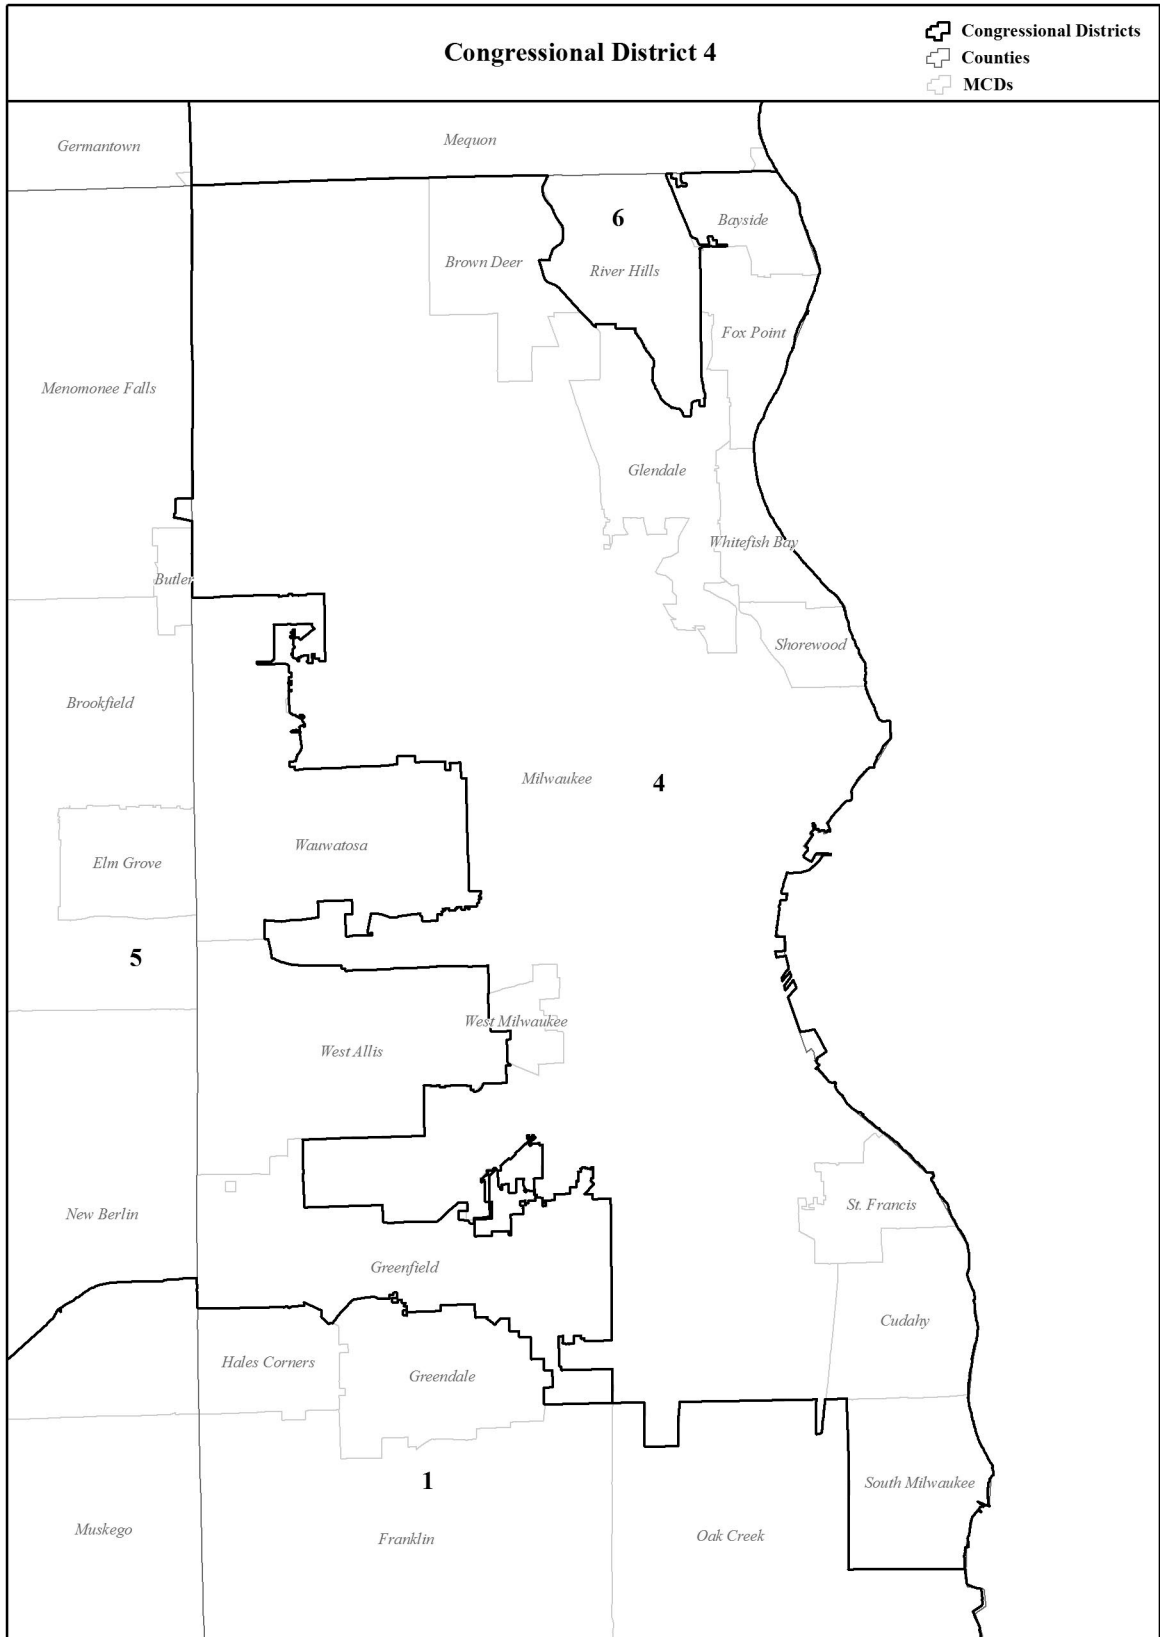 Congressional District 4
Congressional Districts
Counties
MCDs
Germantown
Mequon
6
Bayside
Brown Deer
River Hills
Fox Point
Menomonee Falls
Glendale
Whitefish Bay
Butler
Shorewood
Brookfield
Milwaukee
4
Wauwatosa
Elm Grove
5
West Milwaukee
West Allis
St. Francis
New Berlin
Greenfield
Cudahy
Hales Corners
Greendale
1
South Milwaukee
Muskego
Franklin
Oak Creek